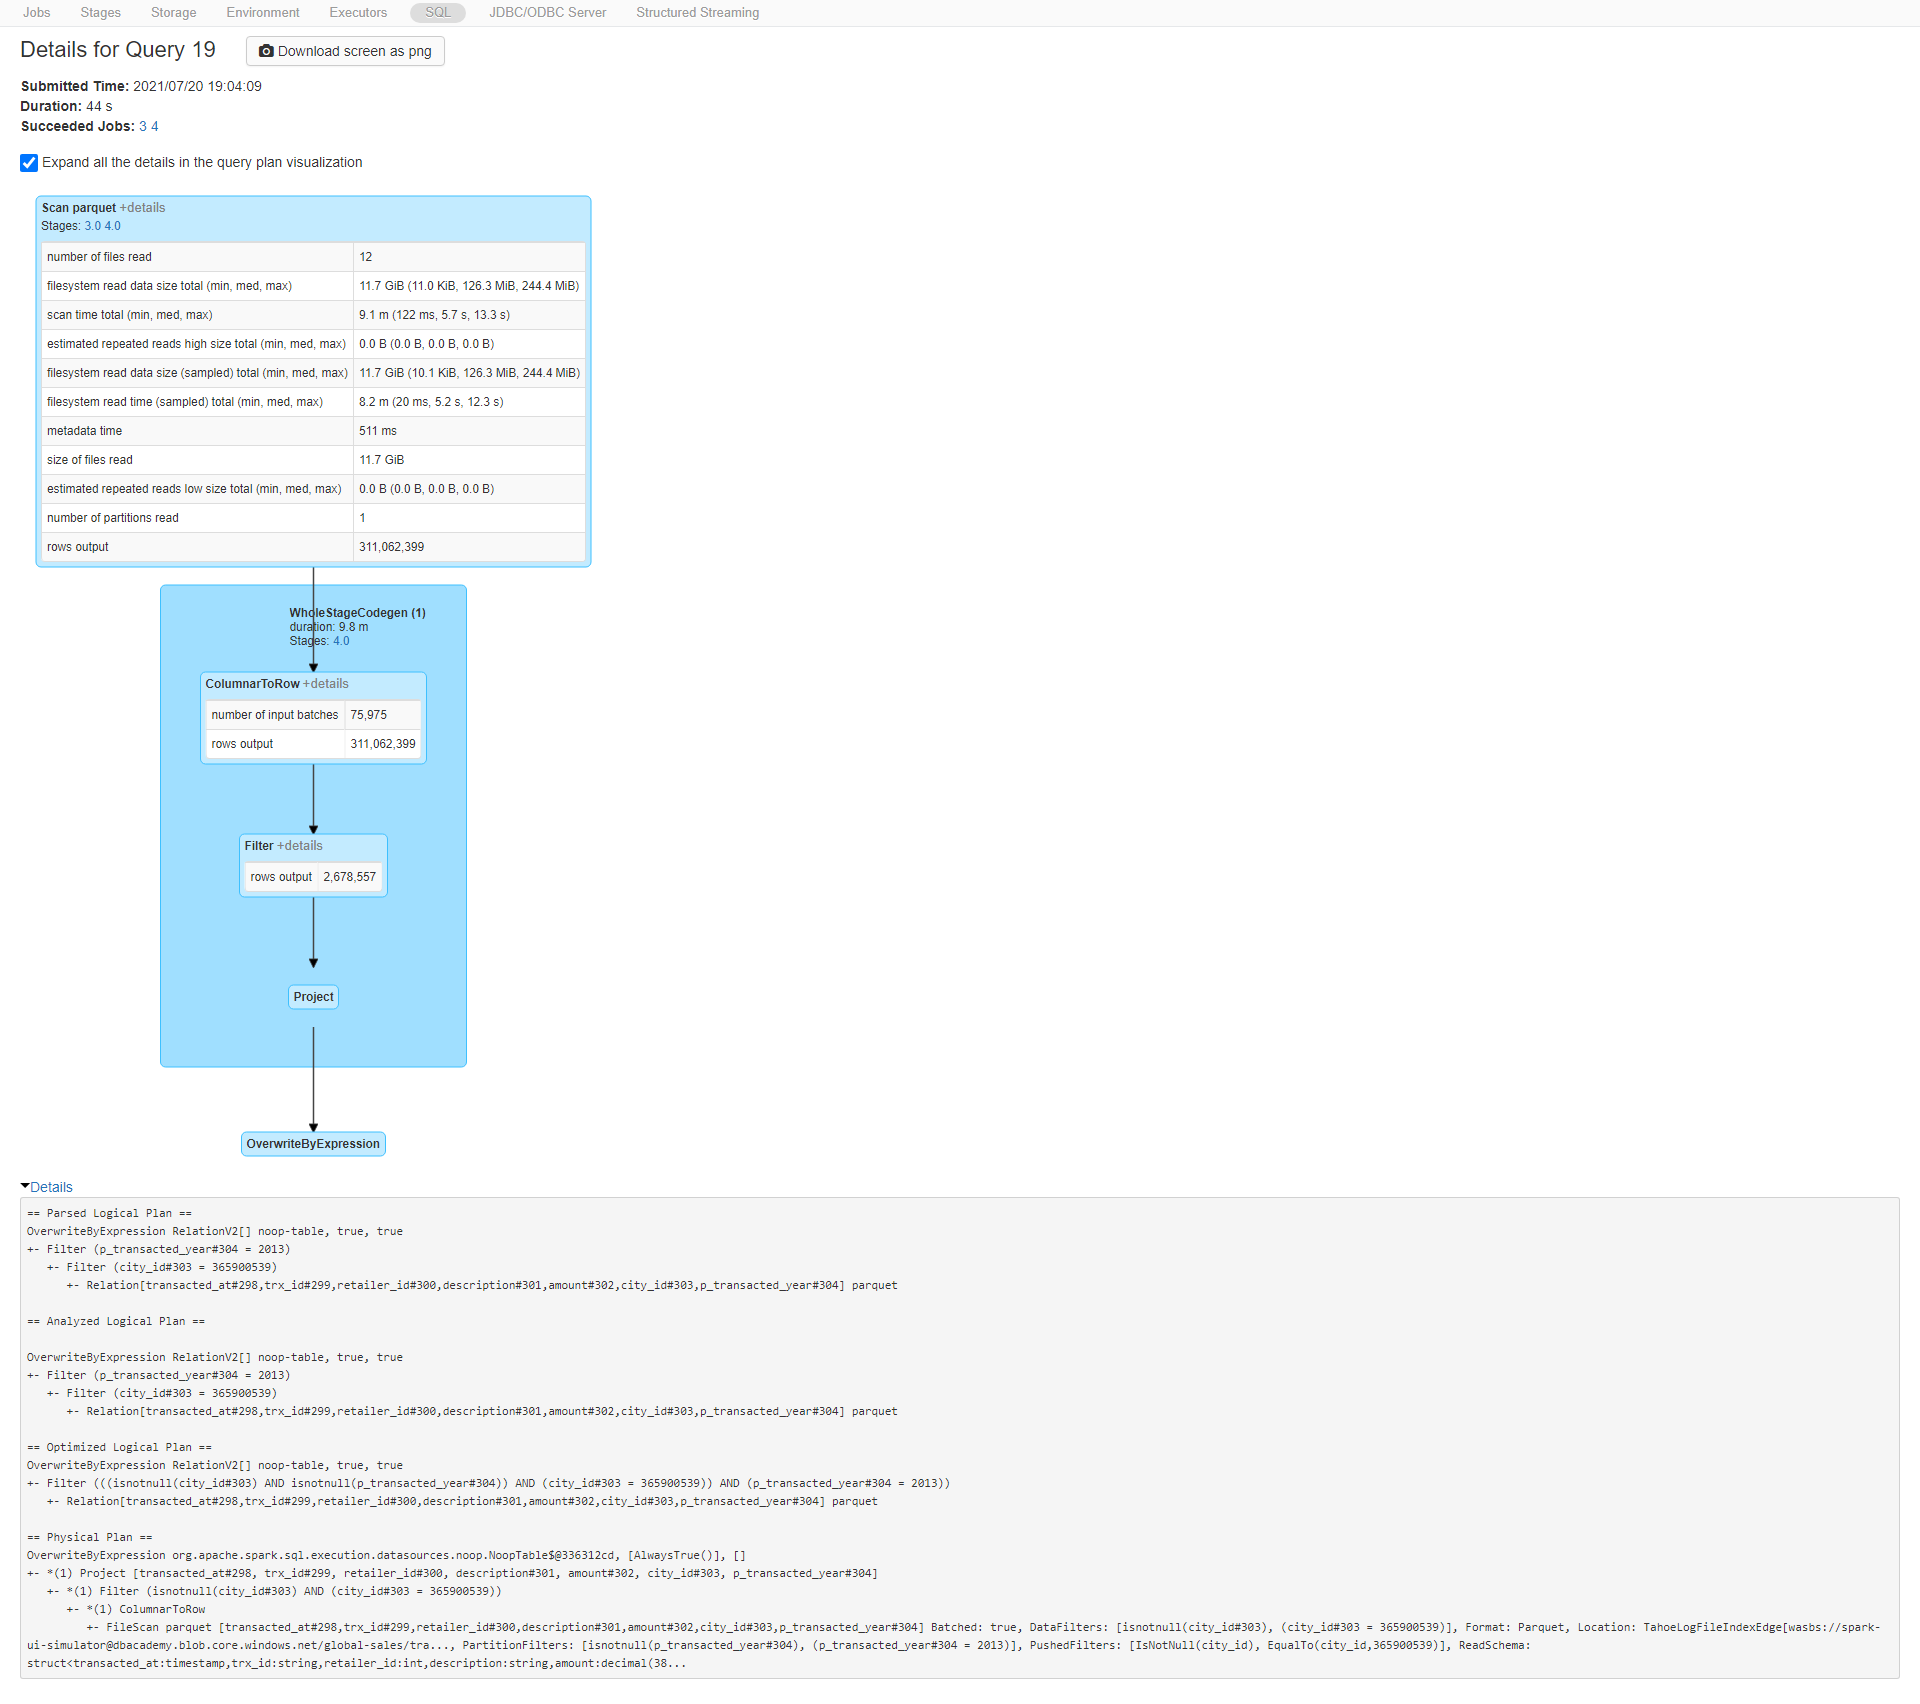 Jobs Stages Storage Environment Executors SQL JDBC/ODBC Server Structured Streaming
Details for Query 19 Download screen as png
Submitted Time: 2021/07/20 19:04:09
Duration: 44 s
Succeeded Jobs: 3 4
Expand all the details in the query plan visualization
Scan parquet +details
Stages: 3.0 4.0
number of files read 12
filesystem read data size total (min, med, max) 11.7 GiB (11.0 KiB, 126.3 MiB, 244.4 MiB)
scan time total (min, med, max) 9.1 m (122 ms, 5.7 s, 13.3 s)
estimated repeated reads high size total (min, med, max) 0.0 B (0.0 B, 0.0 B, 0.0 B)
filesystem read data size (sampled) total (min, med, max) 11.7 GiB (10.1 KiB, 126.3 MiB, 244.4 MiB)
filesystem read time (sampled) total (min, med, max) 8.2 m (20 ms, 5.2 s, 12.3 s)
metadata time 511 ms
size of files read 11.7 GiB
estimated repeated reads low size total (min, med, max) 0.0 B (0.0 B, 0.0 B, 0.0 B)
number of partitions read 1
rows output 311,062,399
WholeStageCodegen (1)
duration: 9.8 m
Stages: 4.0
ColumnarToRow +details
number of input batches 75,975
rows output 311,062,399
Filter +details
rows output 2,678,557
Project
OverwriteByExpression
Details
== Parsed Logical Plan ==
OverwriteByExpression RelationV2[] noop-table, true, true
+- Filter (p_transacted_year#304 = 2013)
   +- Filter (city_id#303 = 365900539)
      +- Relation[transacted_at#298,trx_id#299,retailer_id#300,description#301,amount#302,city_id#303,p_transacted_year#304] parquet
== Analyzed Logical Plan ==
OverwriteByExpression RelationV2[] noop-table, true, true
+- Filter (p_transacted_year#304 = 2013)
   +- Filter (city_id#303 = 365900539)
      +- Relation[transacted_at#298,trx_id#299,retailer_id#300,description#301,amount#302,city_id#303,p_transacted_year#304] parquet
== Optimized Logical Plan ==
OverwriteByExpression RelationV2[] noop-table, true, true
+- Filter (((isnotnull(city_id#303) AND isnotnull(p_transacted_year#304)) AND (city_id#303 = 365900539)) AND (p_transacted_year#304 = 2013))
   +- Relation[transacted_at#298,trx_id#299,retailer_id#300,description#301,amount#302,city_id#303,p_transacted_year#304] parquet
== Physical Plan ==
OverwriteByExpression org.apache.spark.sql.execution.datasources.noop.NoopTable$@336312cd, [AlwaysTrue()], []
+- *(1) Project [transacted_at#298, trx_id#299, retailer_id#300, description#301, amount#302, city_id#303, p_transacted_year#304]
   +- *(1) Filter (isnotnull(city_id#303) AND (city_id#303 = 365900539))
      +- *(1) ColumnarToRow
         +- FileScan parquet [transacted_at#298,trx_id#299,retailer_id#300,description#301,amount#302,city_id#303,p_transacted_year#304] Batched: true, DataFilters: [isnotnull(city_id#303), (city_id#303 = 365900539)], Format: Parquet, Location: TahoeLogFileIndexEdge[wasbs://spark-
ui-simulator@dbacademy.blob.core.windows.net/global-sales/tra..., PartitionFilters: [isnotnull(p_transacted_year#304), (p_transacted_year#304 = 2013)], PushedFilters: [IsNotNull(city_id), EqualTo(city_id,365900539)], ReadSchema:
struct<transacted_at:timestamp,trx_id:string,retailer_id:int,description:string,amount:decimal(38...